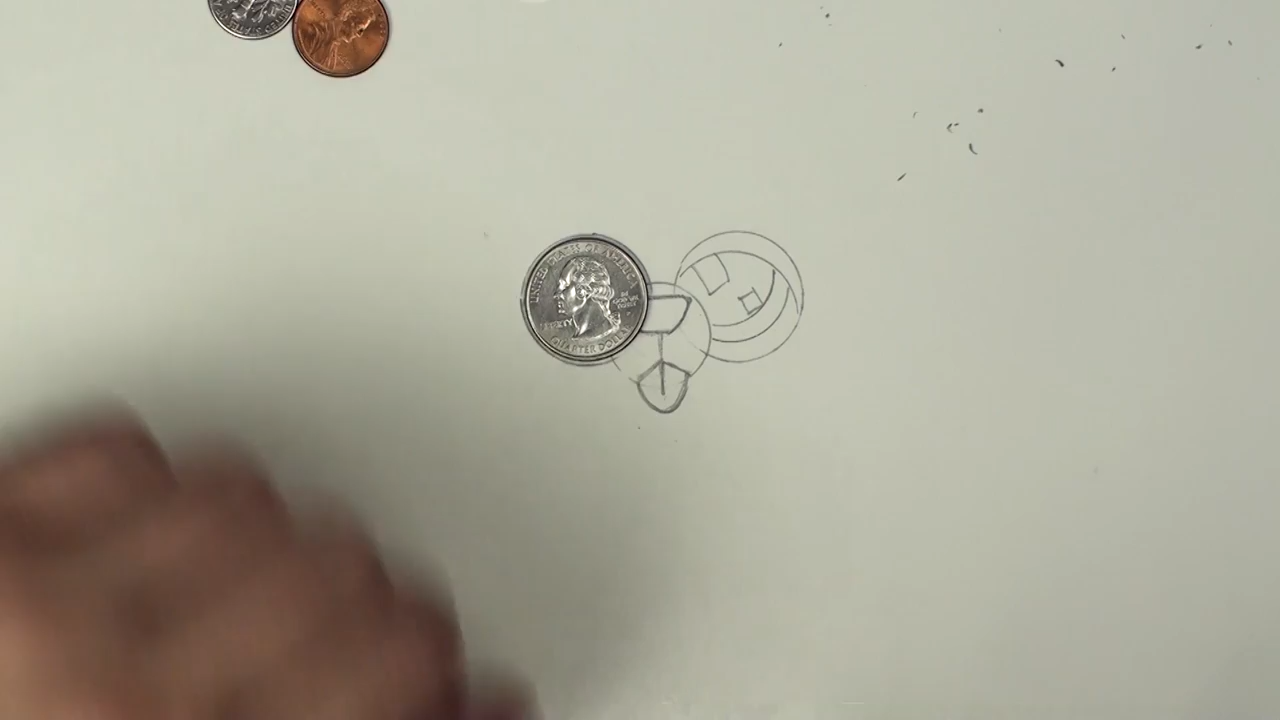 UNITED STATES OF AMERICA
LIBERTY
IN
GOD WE
TRUST
QUARTER DOLLAR